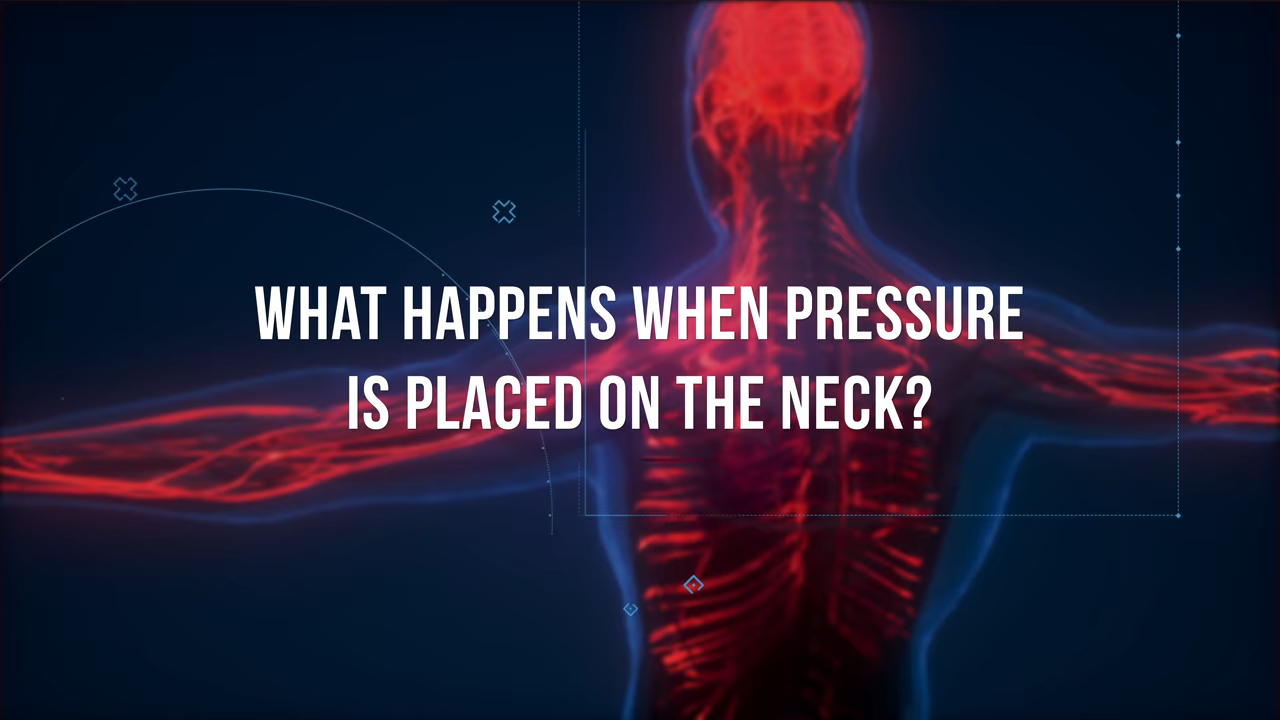 WHAT HAPPENS WHEN PRESSURE
IS PLACED ON THE NECK?